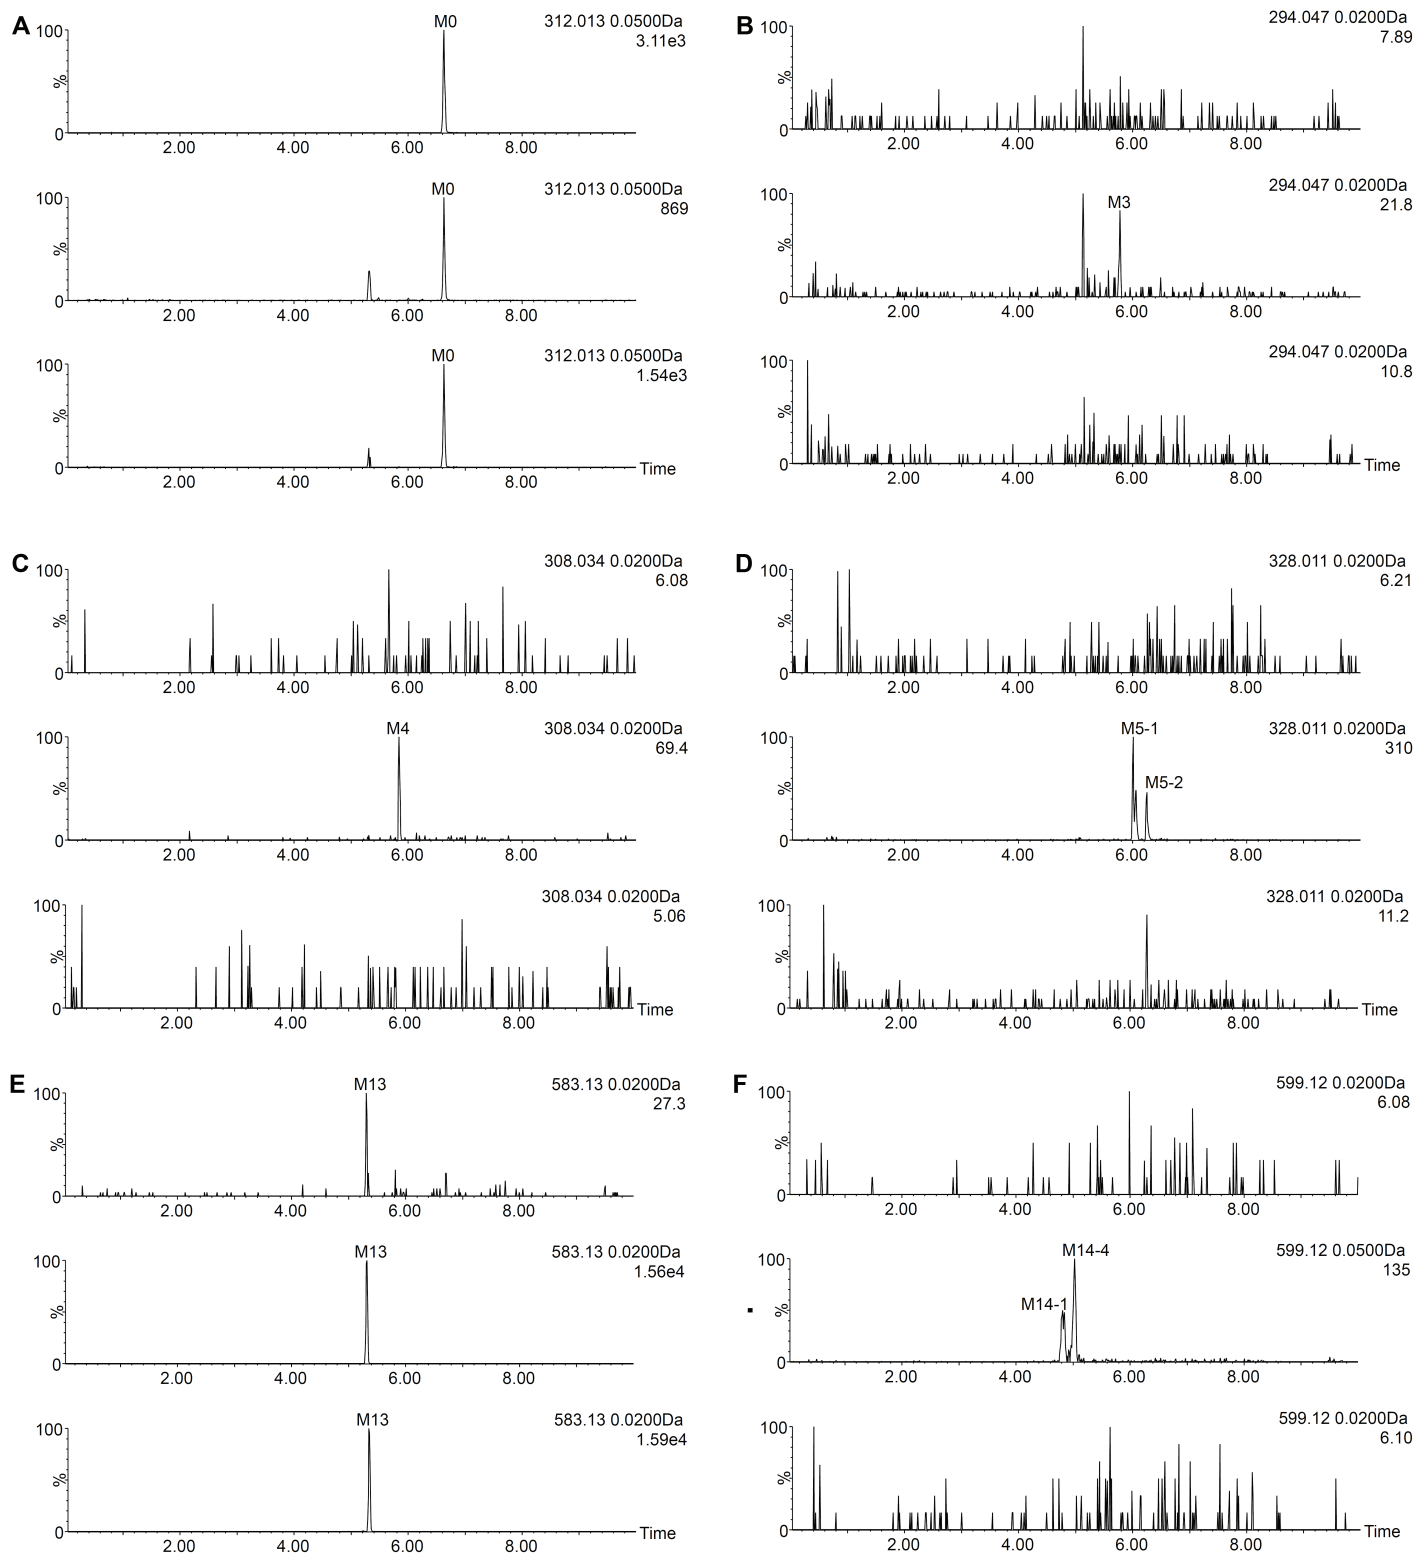 A
M0
312.013 0.0500Da
3.11e3
100
%
0
2.00 4.00 6.00 8.00
M0
312.013 0.0500Da
869
100
%
0
2.00 4.00 6.00 8.00
M0
312.013 0.0500Da
1.54e3
100
%
0
Time
2.00 4.00 6.00 8.00
B
294.047 0.0200Da
7.89
100
%
0
2.00 4.00 6.00 8.00
M3
294.047 0.0200Da
21.8
100
%
0
2.00 4.00 6.00 8.00
294.047 0.0200Da
10.8
100
%
0
Time
2.00 4.00 6.00 8.00
C
308.034 0.0200Da
6.08
100
%
0
2.00 4.00 6.00 8.00
M4
308.034 0.0200Da
69.4
100
%
0
2.00 4.00 6.00 8.00
308.034 0.0200Da
5.06
100
%
0
Time
2.00 4.00 6.00 8.00
D
328.011 0.0200Da
6.21
100
%
0
2.00 4.00 6.00 8.00
M5-1
M5-2
328.011 0.0200Da
310
100
%
0
2.00 4.00 6.00 8.00
328.011 0.0200Da
11.2
100
%
0
Time
2.00 4.00 6.00 8.00
E
M13
583.13 0.0200Da
27.3
100
%
0
2.00 4.00 6.00 8.00
M13
583.13 0.0200Da
1.56e4
100
%
0
2.00 4.00 6.00 8.00
M13
583.13 0.0200Da
1.59e4
100
%
0
Time
2.00 4.00 6.00 8.00
F
599.12 0.0200Da
6.08
100
%
0
2.00 4.00 6.00 8.00
M14-4
M14-1
599.12 0.0500Da
135
100
%
0
2.00 4.00 6.00 8.00
599.12 0.0200Da
6.10
100
%
0
Time
2.00 4.00 6.00 8.00